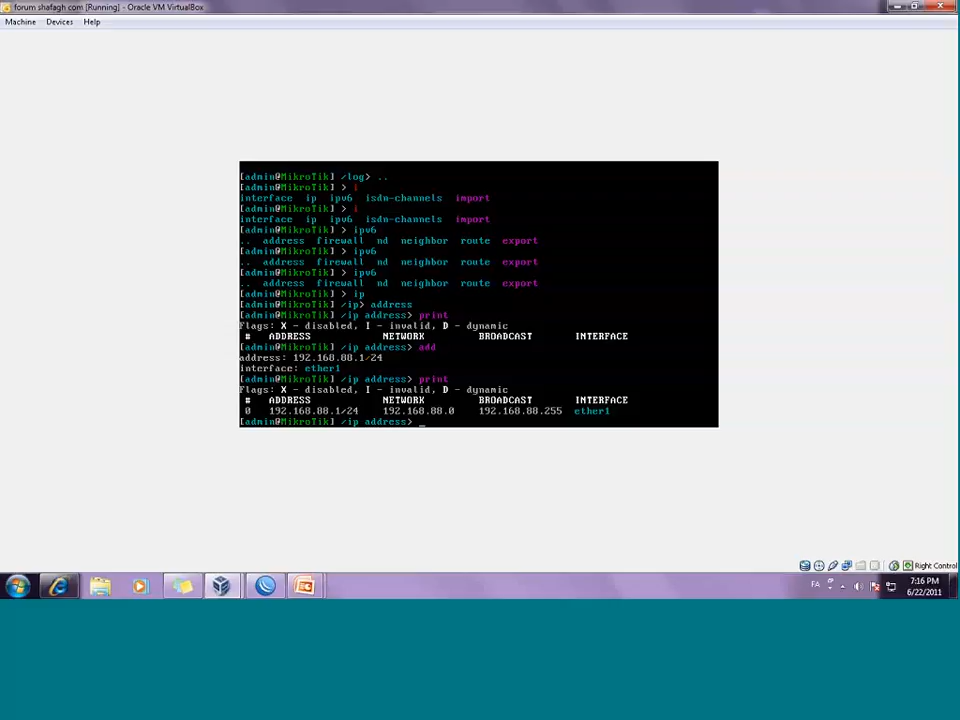 forum shafagh com [Running] - Oracle VM VirtualBox
Machine Devices Help
[admin@MikroTik] /log> ..
[admin@MikroTik] > i
interface ip ipv6 isdn-channels import
[admin@MikroTik] > i
interface ip ipv6 isdn-channels import
[admin@MikroTik] > ipv6
.. address firewall nd neighbor route export
[admin@MikroTik] > ipv6
.. address firewall nd neighbor route export
[admin@MikroTik] > ipv6
.. address firewall nd neighbor route export
[admin@MikroTik] > ip
[admin@MikroTik] /ip> address
[admin@MikroTik] /ip address> print
Flags: X - disabled, I - invalid, D - dynamic
# ADDRESS NETWORK BROADCAST INTERFACE
[admin@MikroTik] /ip address> add
address: 192.168.88.1/24
interface: ether1
[admin@MikroTik] /ip address> print
Flags: X - disabled, I - invalid, D - dynamic
# ADDRESS NETWORK BROADCAST INTERFACE
0 192.168.88.1/24 192.168.88.0 192.168.88.255 ether1
[admin@MikroTik] /ip address> _
Right Control
FA
7:16 PM
6/22/2011